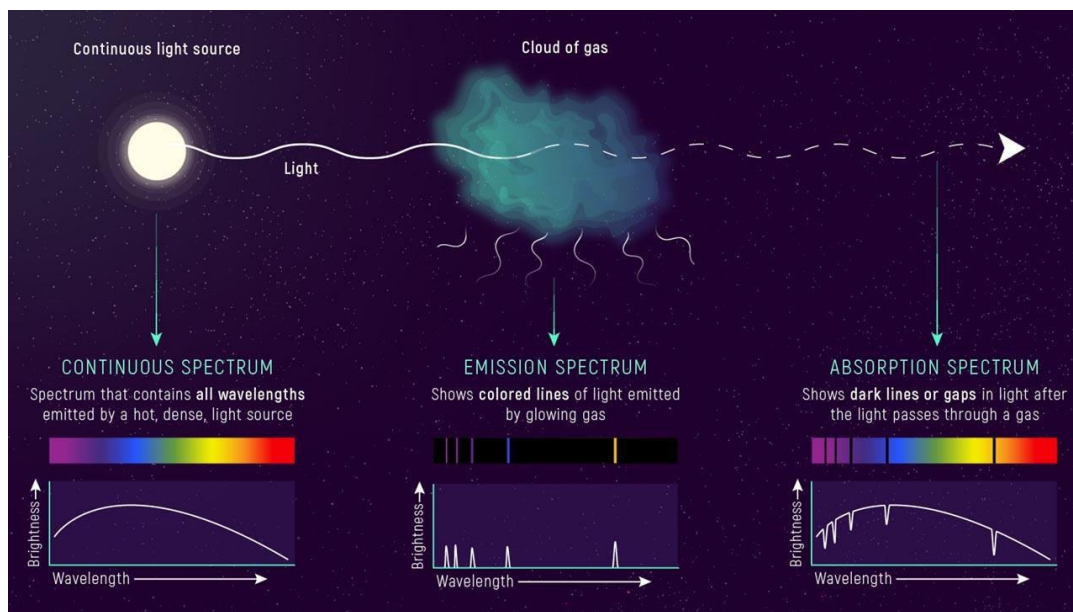 Continuous light source
Cloud of gas
Light
CONTINUOUS SPECTRUM
Spectrum that contains all wavelengths
emitted by a hot, dense, light source
Brightness
Wavelength
EMISSION SPECTRUM
Shows colored lines of light emitted
by glowing gas
Brightness
Wavelength
ABSORPTION SPECTRUM
Shows dark lines or gaps in light after
the light passes through a gas
Brightness
Wavelength